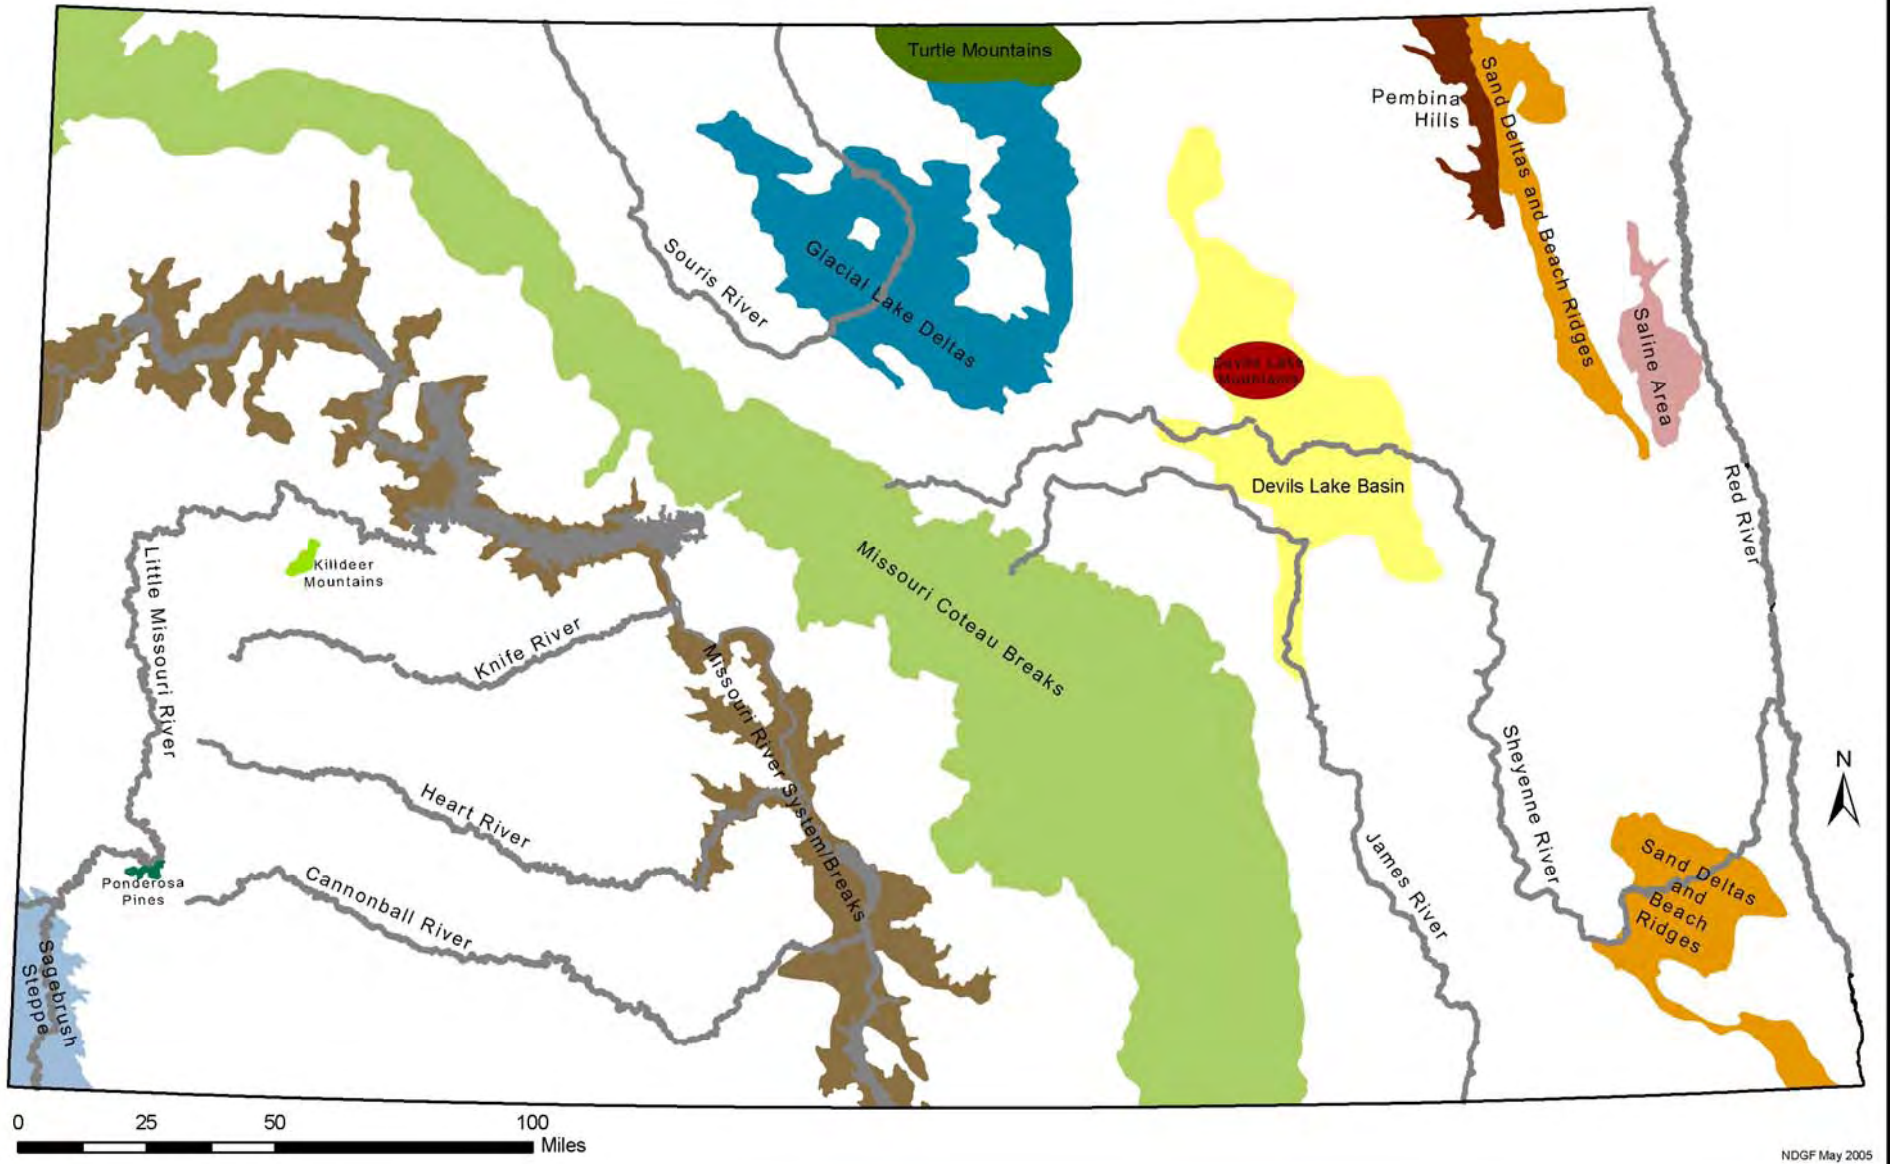 Turtle Mountains
Pembina
Hills
Sand Deltas and Beach Ridges
Souris River
Glacial Lake Deltas
Saline Area
Devils Lake
Mountains
Devils Lake Basin
Red River
Killdeer
Mountains
Little Missouri River
Missouri Coteau Breaks
Knife River
Missouri River System/Breaks
Heart River
Sheyenne River
James River
N
Sand Deltas
and
Beach
Ridges
Ponderosa
Pines
Cannonball River
Sagebrush
Steppe
0 25 50 100
Miles
NDGF May 2005